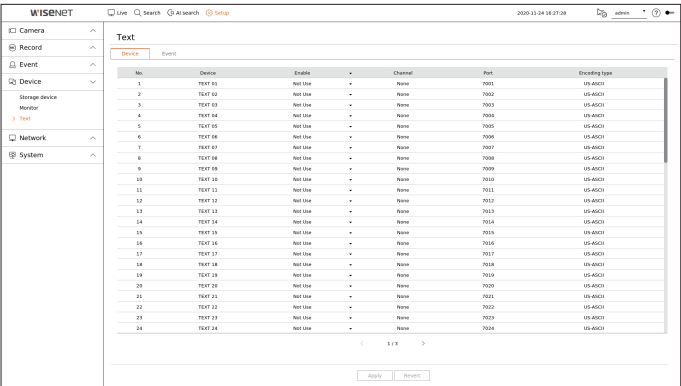 WISENET Live Search AI search Setup 2020-11-24 16:27:28 admin ?
Camera
Record
Event
Device
Storage device
Monitor
Text
Network
System
Text
Device Event
No. Device Enable Channel Port Encoding type
1 TEXT 01 Not Use None 7001 US-ASCII
2 TEXT 02 Not Use None 7002 US-ASCII
3 TEXT 03 Not Use None 7003 US-ASCII
4 TEXT 04 Not Use None 7004 US-ASCII
5 TEXT 05 Not Use None 7005 US-ASCII
6 TEXT 06 Not Use None 7006 US-ASCII
7 TEXT 07 Not Use None 7007 US-ASCII
8 TEXT 08 Not Use None 7008 US-ASCII
9 TEXT 09 Not Use None 7009 US-ASCII
10 TEXT 10 Not Use None 7010 US-ASCII
11 TEXT 11 Not Use None 7011 US-ASCII
12 TEXT 12 Not Use None 7012 US-ASCII
13 TEXT 13 Not Use None 7013 US-ASCII
14 TEXT 14 Not Use None 7014 US-ASCII
15 TEXT 15 Not Use None 7015 US-ASCII
16 TEXT 16 Not Use None 7016 US-ASCII
17 TEXT 17 Not Use None 7017 US-ASCII
18 TEXT 18 Not Use None 7018 US-ASCII
19 TEXT 19 Not Use None 7019 US-ASCII
20 TEXT 20 Not Use None 7020 US-ASCII
21 TEXT 21 Not Use None 7021 US-ASCII
22 TEXT 22 Not Use None 7022 US-ASCII
23 TEXT 23 Not Use None 7023 US-ASCII
24 TEXT 24 Not Use None 7024 US-ASCII
1 / 3
Apply Revert